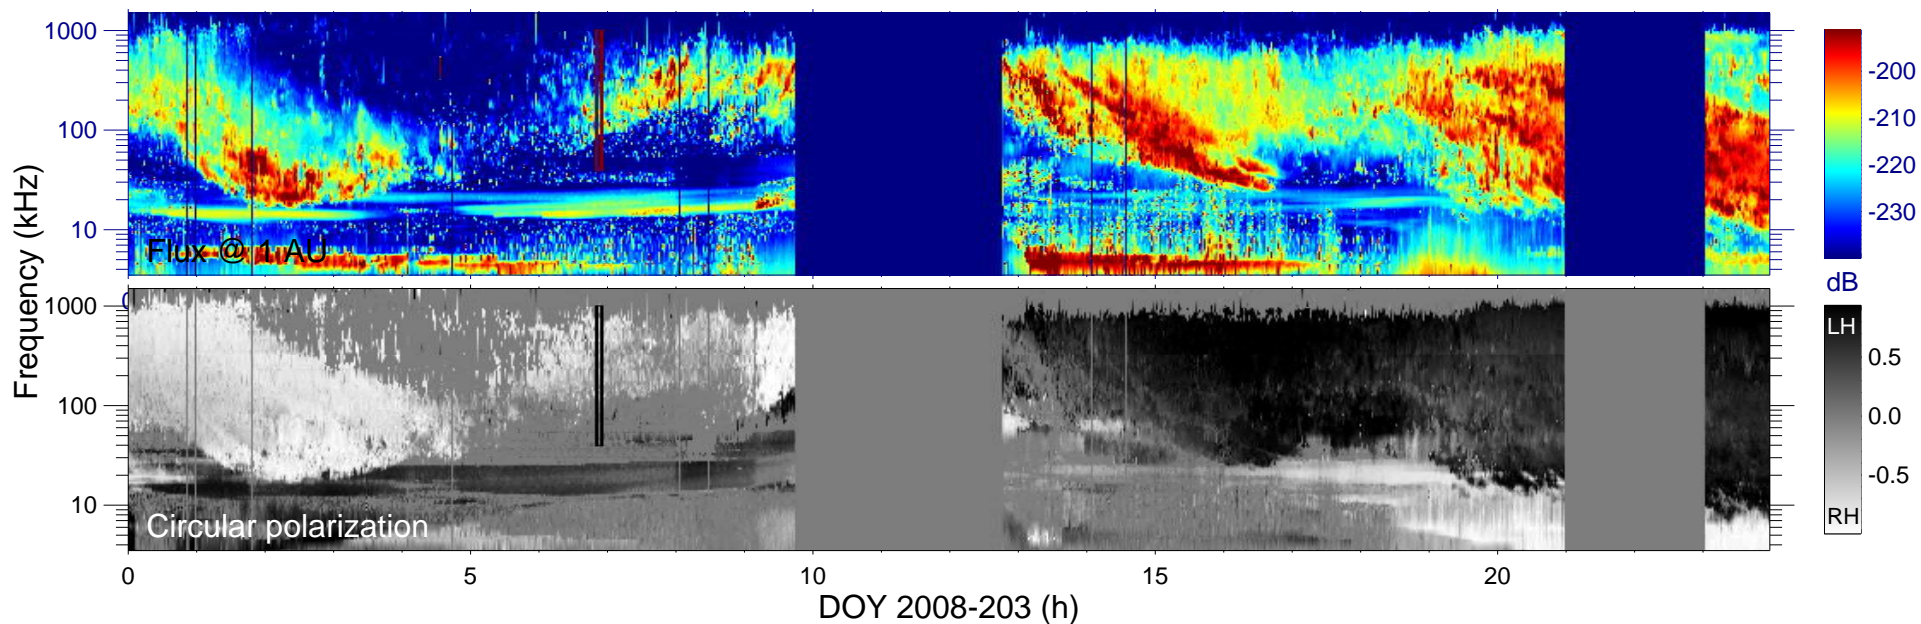 1000
100
10
Flux @ 1 AU
0
-200
-210
-220
-230
dB
Frequency (kHz)
1000
100
10
Circular polarization
LH
0.5
0.0
-0.5
RH
0 5 10 15 20
DOY 2008-203 (h)